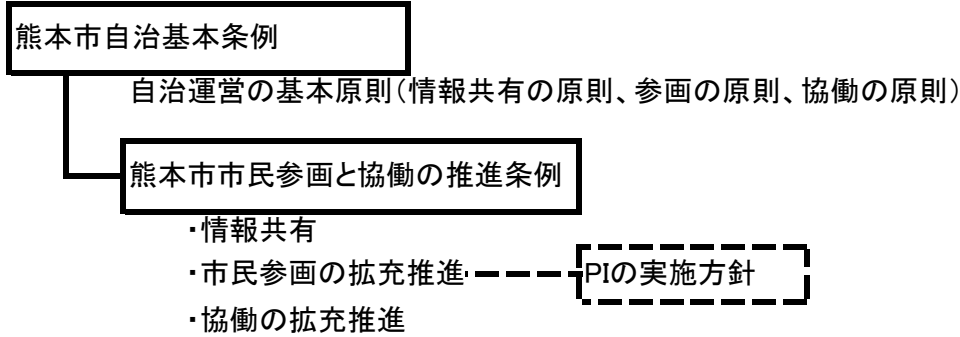 熊本市自治基本条例
自治運営の基本原則(情報共有の原則、参画の原則、協働の原則)
熊本市市民参画と協働の推進条例
・情報共有
・市民参画の拡充推進
PIの実施方針
・協働の拡充推進